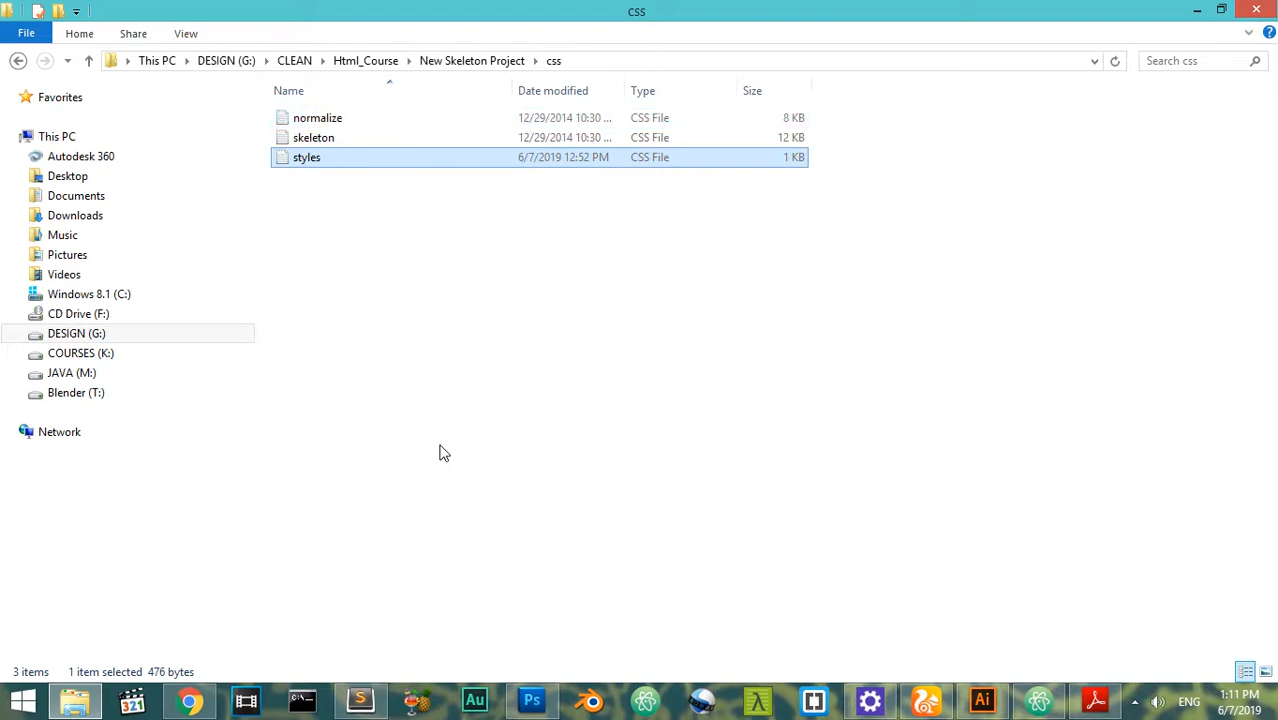 CSS
File Home Share View
This PC DESIGN (G:) CLEAN Html_Course New Skeleton Project css Search css
Name Date modified Type Size
Favorites
normalize 12/29/2014 10:30 ... CSS File 8 KB
This PC
skeleton 12/29/2014 10:30 ... CSS File 12 KB
Autodesk 360
styles 6/7/2019 12:52 PM CSS File 1 KB
Desktop
Documents
Downloads
Music
Pictures
Videos
Windows 8.1 (C:)
CD Drive (F:)
DESIGN (G:)
COURSES (K:)
JAVA (M:)
Blender (T:)
Network
3 items 1 item selected 476 bytes
321 C:\ S Au Ps λ Ai ENG 1:11 PM
6/7/2019